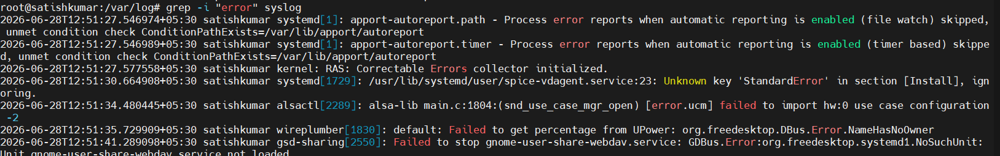 root@satishkumar:/var/log# grep -i "error" syslog
2026-06-28T12:51:27.546974+05:30 satishkumar systemd[1]: apport-autoreport.path - Process error reports when automatic reporting is enabled (file watch) skipped,
 unmet condition check ConditionPathExists=/var/lib/apport/autoreport
2026-06-28T12:51:27.546989+05:30 satishkumar systemd[1]: apport-autoreport.timer - Process error reports when automatic reporting is enabled (timer based) skippe
d, unmet condition check ConditionPathExists=/var/lib/apport/autoreport
2026-06-28T12:51:27.577558+05:30 satishkumar kernel: RAS: Correctable Errors collector initialized.
2026-06-28T12:51:30.664908+05:30 satishkumar systemd[1729]: /usr/lib/systemd/user/spice-vdagent.service:23: Unknown key 'StandardError' in section [Install], ign
oring.
2026-06-28T12:51:34.480445+05:30 satishkumar alsactl[2289]: alsa-lib main.c:1804:(snd_use_case_mgr_open) [error.ucm] failed to import hw:0 use case configuration
 -2
2026-06-28T12:51:35.729909+05:30 satishkumar wireplumber[1830]: default: Failed to get percentage from UPower: org.freedesktop.DBus.Error.NameHasNoOwner
2026-06-28T12:51:41.289098+05:30 satishkumar gsd-sharing[2550]: Failed to stop gnome-user-share-webdav.service: GDBus.Error:org.freedesktop.systemd1.NoSuchUnit:
Unit gnome-user-share-webdav.service not loaded